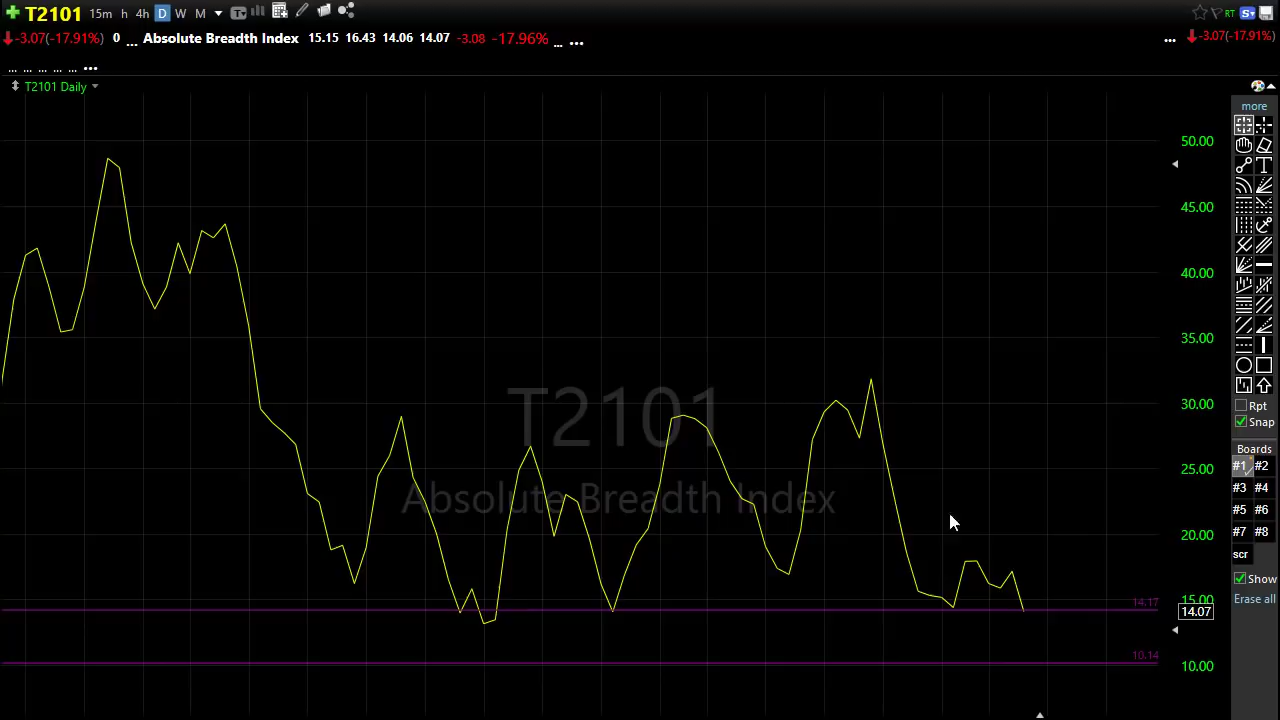 T2101 15m h 4h D W M T RT S
-3.07(-17.91%) 0 ... Absolute Breadth Index 15.15 16.43 14.06 14.07 -3.08 -17.96% ... ... ... -3.07(-17.91%)
... ... ... ... ... ...
T2101 Daily
more
50.00
T
45.00
40.00
35.00
30.00
Rpt
T2101
Snap
Boards
25.00
#1 #2
#3 #4
Absolute Breadth Index
#5 #6
20.00
#7 #8
scr
Show
15.00
Erase all
14.17
14.07
10.14
10.00